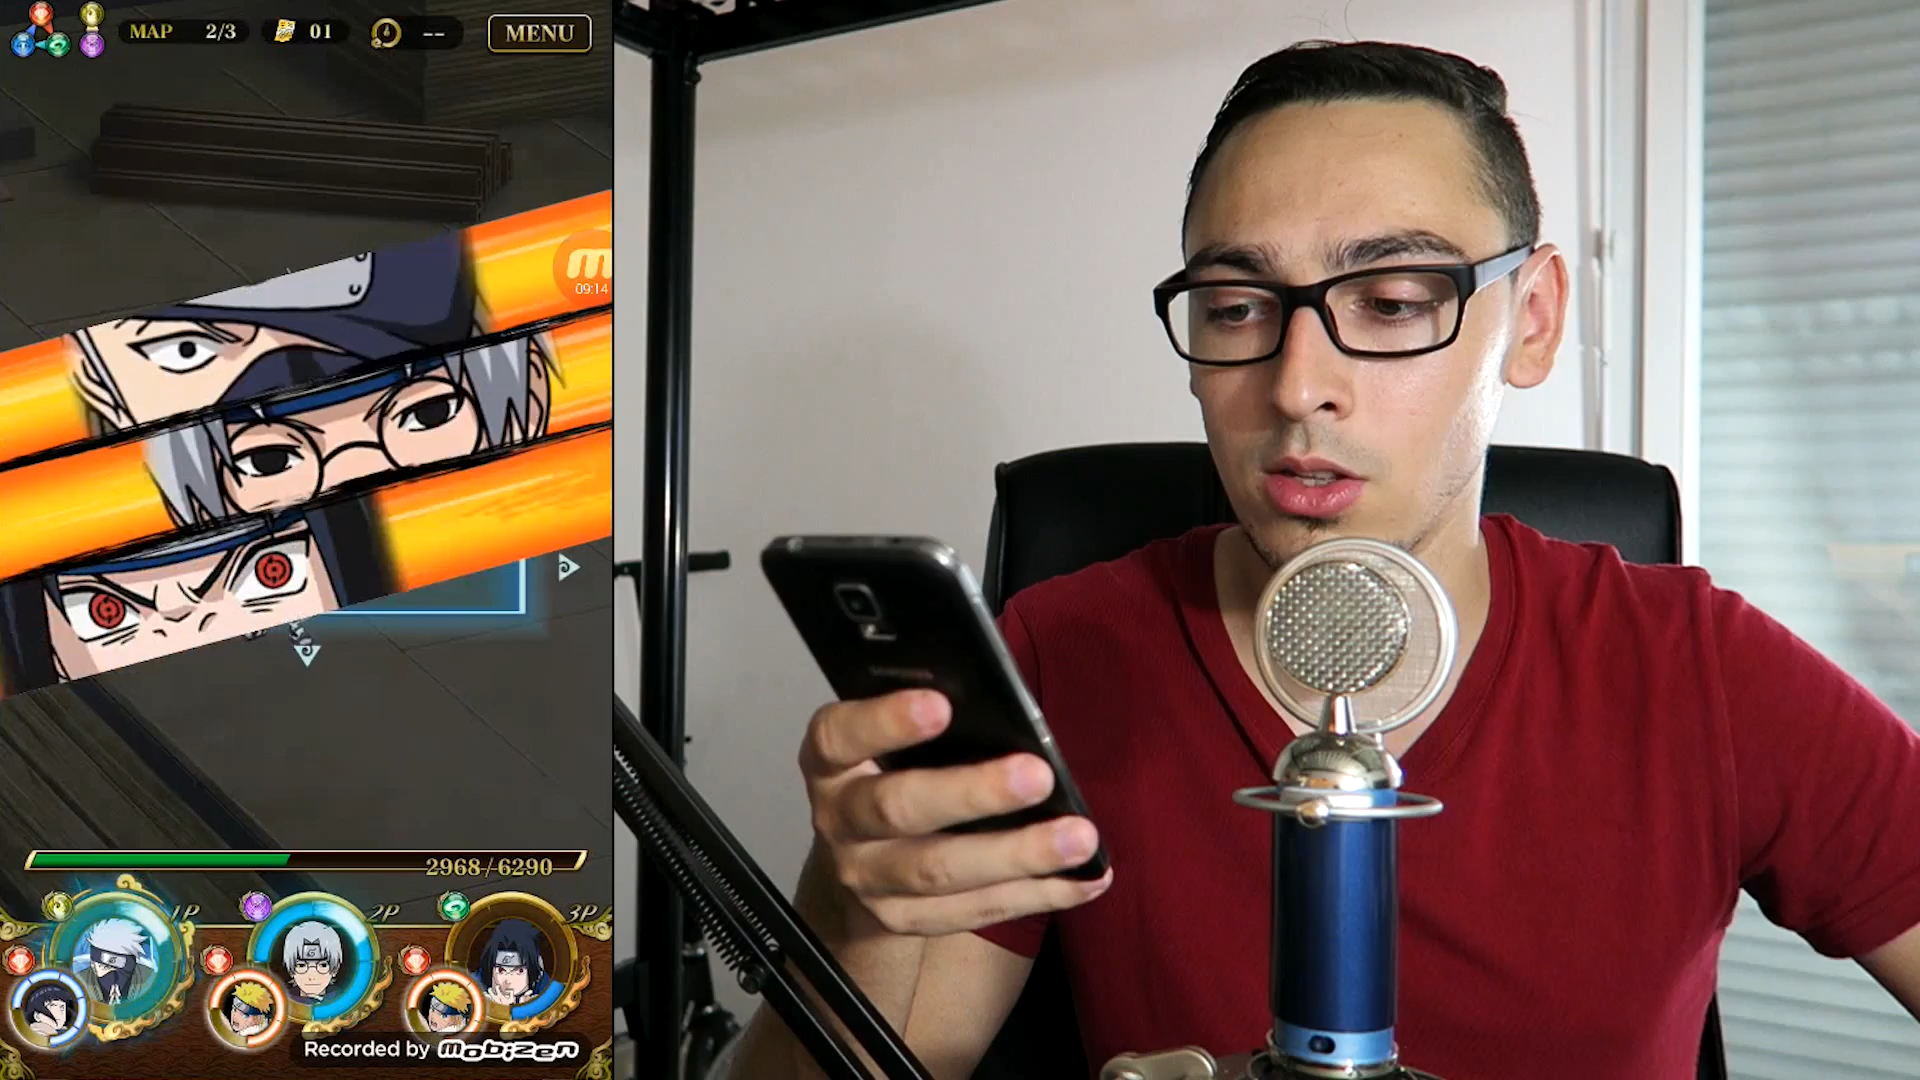 MAP 2/3 01 -- MENU
09:14
2968/6290
1P 2P 3P
Recorded by mobizen